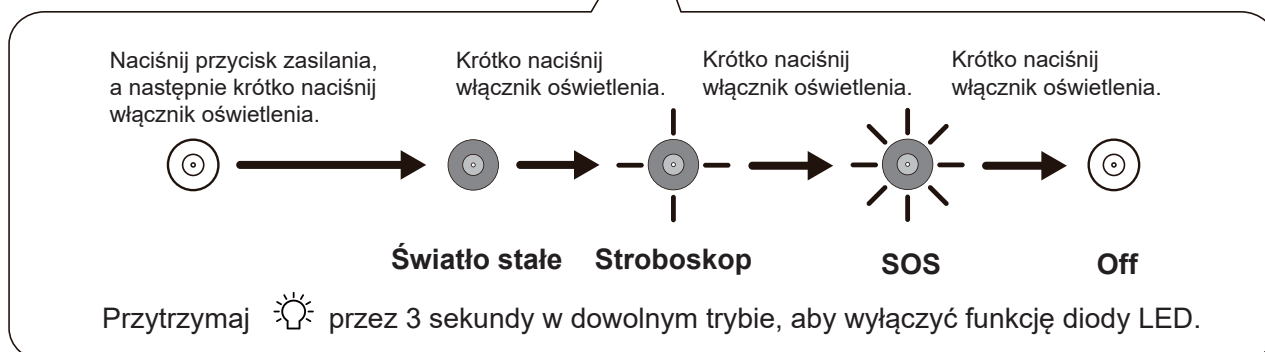 Naciśnij przycisk zasilania,
a następnie krótko naciśnij
włącznik oświetlenia.
Krótko naciśnij
włącznik oświetlenia.
Krótko naciśnij
włącznik oświetlenia.
Krótko naciśnij
włącznik oświetlenia.
Światło stałe
Stroboskop
SOS
Off
Przytrzymaj przez 3 sekundy w dowolnym trybie, aby wyłączyć funkcję diody LED.